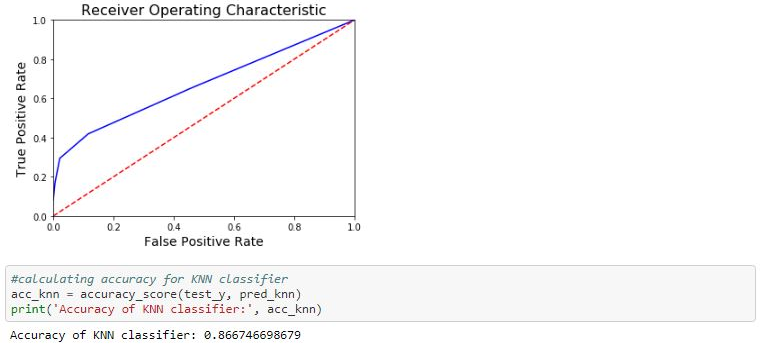 Receiver Operating Characteristic
1.0
0.8
0.6
0.4
0.2
0.0
True Positive Rate
0.0 0.2 0.4 0.6 0.8 1.0
False Positive Rate
#calculating accuracy for KNN classifier
acc_knn = accuracy_score(test_y, pred_knn)
print('Accuracy of KNN classifier:', acc_knn)
Accuracy of KNN classifier: 0.866746698679